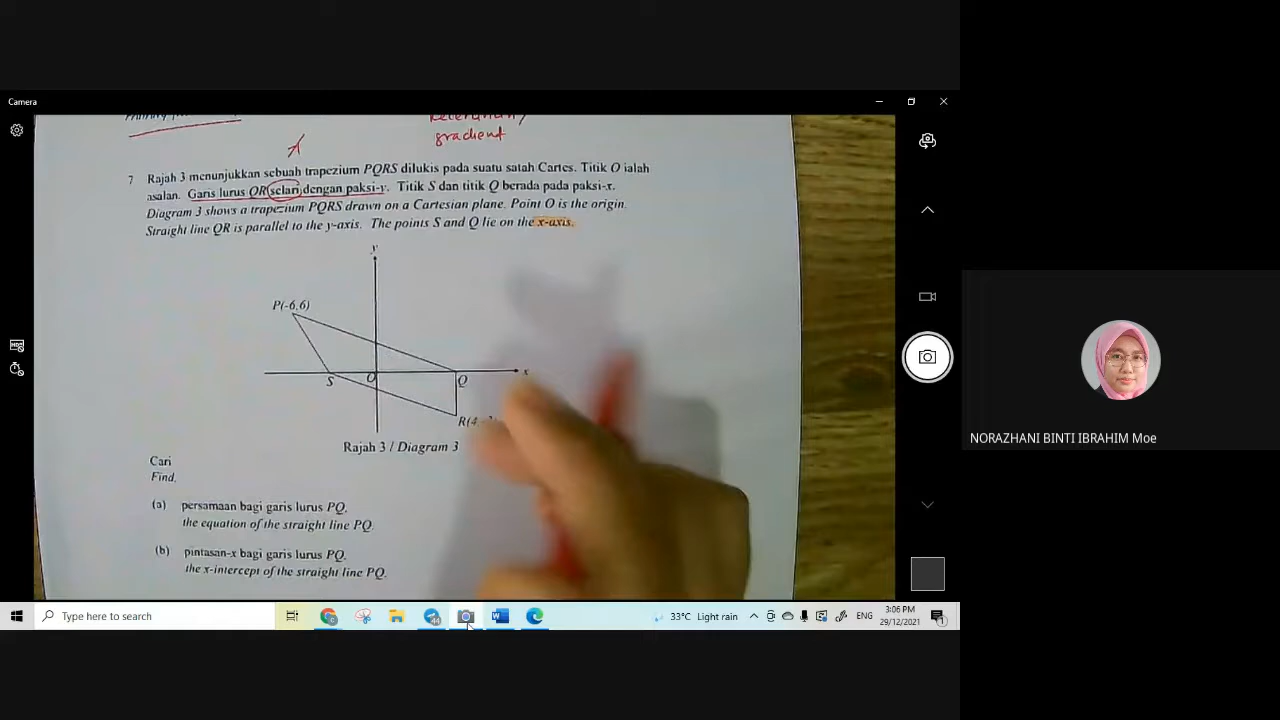 Camera
gradient
7 Rajah 3 menunjukkan sebuah trapezium PQRS dilukis pada suatu satah Cartes. Titik O ialah
asalan. Garis lurus QR selari dengan paksi-y. Titik S dan titik Q berada pada paksi-x.
Diagram 3 shows a trapezium PQRS drawn on a Cartesian plane. Point O is the origin.
Straight line QR is parallel to the y-axis. The points S and Q lie on the x-axis.
y
P(-6,6)
x
S O Q
R(4
Rajah 3 / Diagram 3
Cari
Find.
(a) persamaan bagi garis lurus PQ,
the equation of the straight line PQ.
(b) pintasan-x bagi garis lurus PQ,
the x-intercept of the straight line PQ.
NORAZHANI BINTI IBRAHIM Moe
Type here to search
33°C Light rain
ENG
3:06 PM
29/12/2021